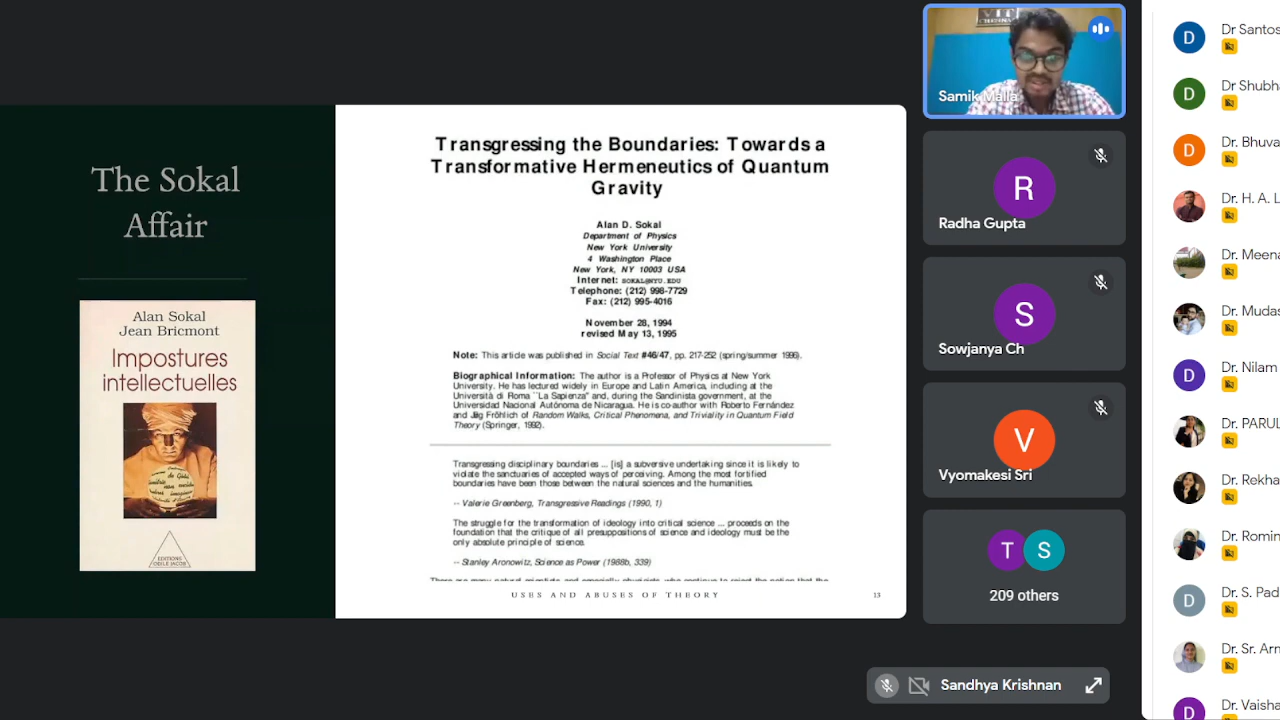 The Sokal
Affair
Alan Sokal
Jean Bricmont
Impostures
intellectuelles
EDITIONS
ODILE JACOB
Transgressing the Boundaries: Towards a
Transformative Hermeneutics of Quantum
Gravity
Alan D. Sokal
Department of Physics
New York University
4 Washington Place
New York, NY 10003 USA
Internet: SOKAL@NYU.EDU
Telephone: (212) 998-7729
Fax: (212) 995-4016
November 28, 1994
revised May 13, 1995
Note: This article was published in Social Text #46/47, pp. 217-252 (spring/summer 1996).
Biographical Information: The author is a Professor of Physics at New York
University. He has lectured widely in Europe and Latin America, including at the
Università di Roma ``La Sapienza'' and, during the Sandinista government, at the
Universidad Nacional Autónoma de Nicaragua. He is co-author with Roberto Fernández
and Jürg Fröhlich of Random Walks, Critical Phenomena, and Triviality in Quantum Field
Theory (Springer, 1992).
Transgressing disciplinary boundaries ... [is] a subversive undertaking since it is likely to
violate the sanctuaries of accepted ways of perceiving. Among the most fortified
boundaries have been those between the natural sciences and the humanities.
-- Valerie Greenberg, Transgressive Readings (1990, 1)
The struggle for the transformation of ideology into critical science ... proceeds on the
foundation that the critique of all presuppositions of science and ideology must be the
only absolute principle of science.
-- Stanley Aronowitz, Science as Power (1988b, 339)
USES AND ABUSES OF THEORY
13
Samik Malla
R
Radha Gupta
S
Sowjanya Ch
V
Vyomakesi Sri
T S
209 others
Sandhya Krishnan
D Dr Santos
D Dr Shubh
D Dr. Bhuva
Dr. H. A. L
Dr. Meena
Dr. Mudas
D Dr. Nilam
Dr. PARUL
Dr. Rekha
Dr. Romin
D Dr. S. Pad
Dr. Sr. Arn
D Dr. Vaisha